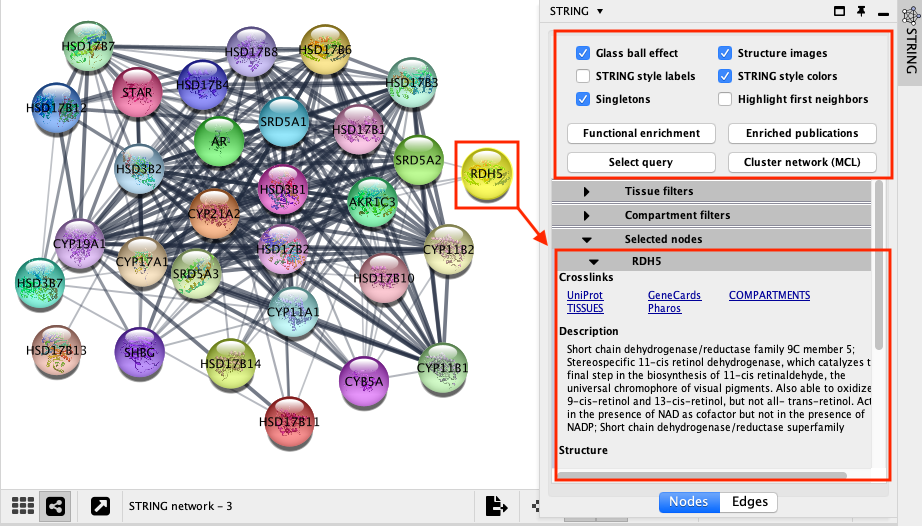 STRING
STRING
Glass ball effect
Structure images
STRING style labels
STRING style colors
Singletons
Highlight first neighbors
Functional enrichment
Enriched publications
Select query
Cluster network (MCL)
Tissue filters
Compartment filters
Selected nodes
RDH5
Crosslinks
UniProt GeneCards COMPARTMENTS
TISSUES Pharos
Description
Short chain dehydrogenase/reductase family 9C member 5;
Stereospecific 11-cis retinol dehydrogenase, which catalyzes t
final step in the biosynthesis of 11-cis retinaldehyde, the
universal chromophore of visual pigments. Also able to oxidize
9-cis-retinol and 13-cis-retinol, but not all- trans-retinol. Act
in the presence of NAD as cofactor but not in the presence of
NADP; Short chain dehydrogenase/reductase superfamily
Structure
Nodes
Edges
HSD17B7
HSD17B8
HSD17B6
STAR
HSD17B4
HSD17B3
HSD17B12
SRD5A1
HSD17B1
AR
SRD5A2
HSD3B2
RDH5
HSD3B1
AKR1C3
CYP21A2
CYP19A1
HSD17B2
CYP11B2
CYP17A1
SRD5A3
HSD17B10
HSD3B7
CYP11A1
HSD17B13
SHBG
HSD17B14
CYP11B1
CYB5A
HSD17B11
STRING network - 3